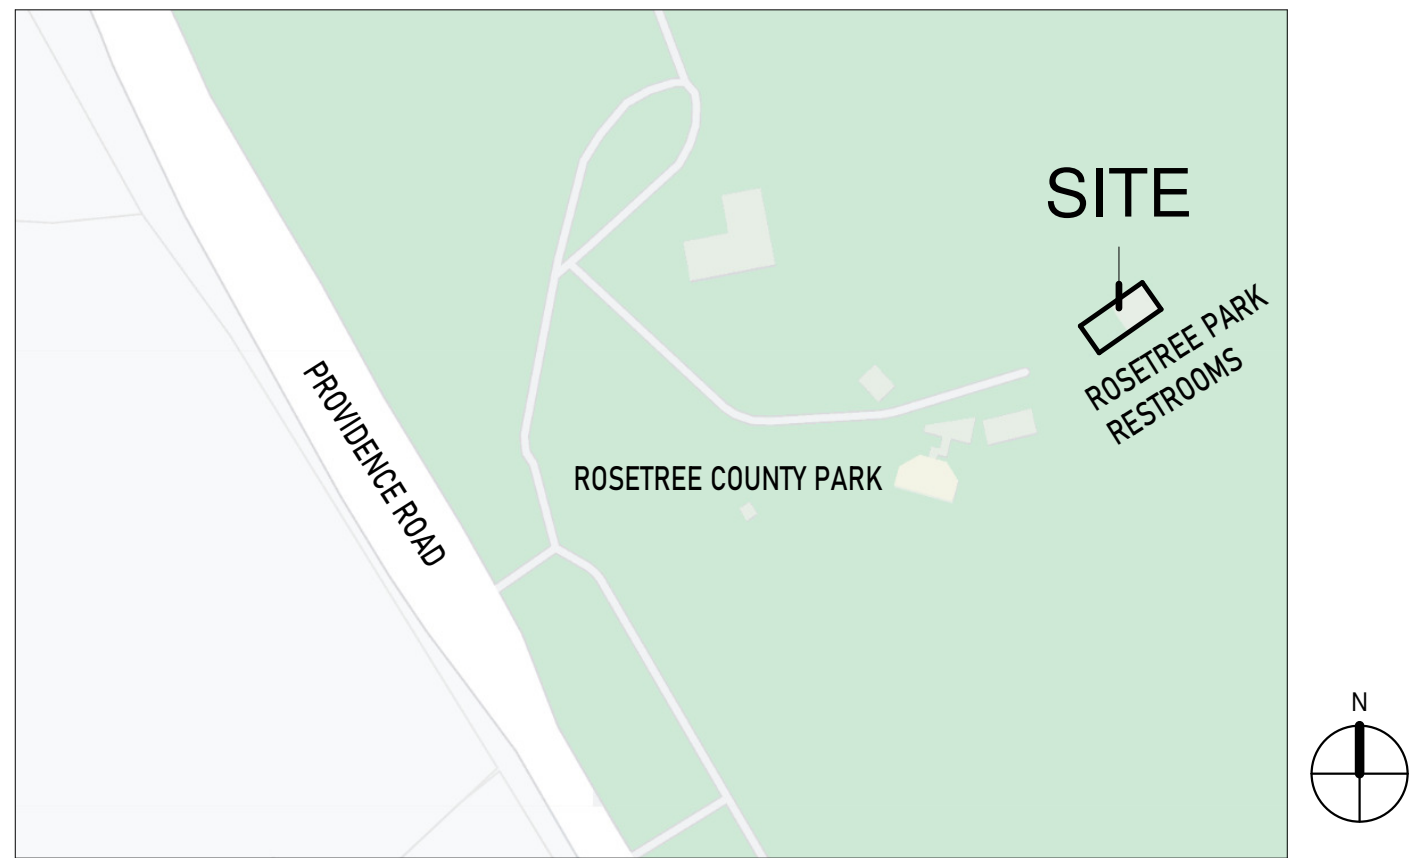 SITE
ROSETREE PARK
RESTROOMS
PROVIDENCE ROAD
ROSETREE COUNTY PARK
N